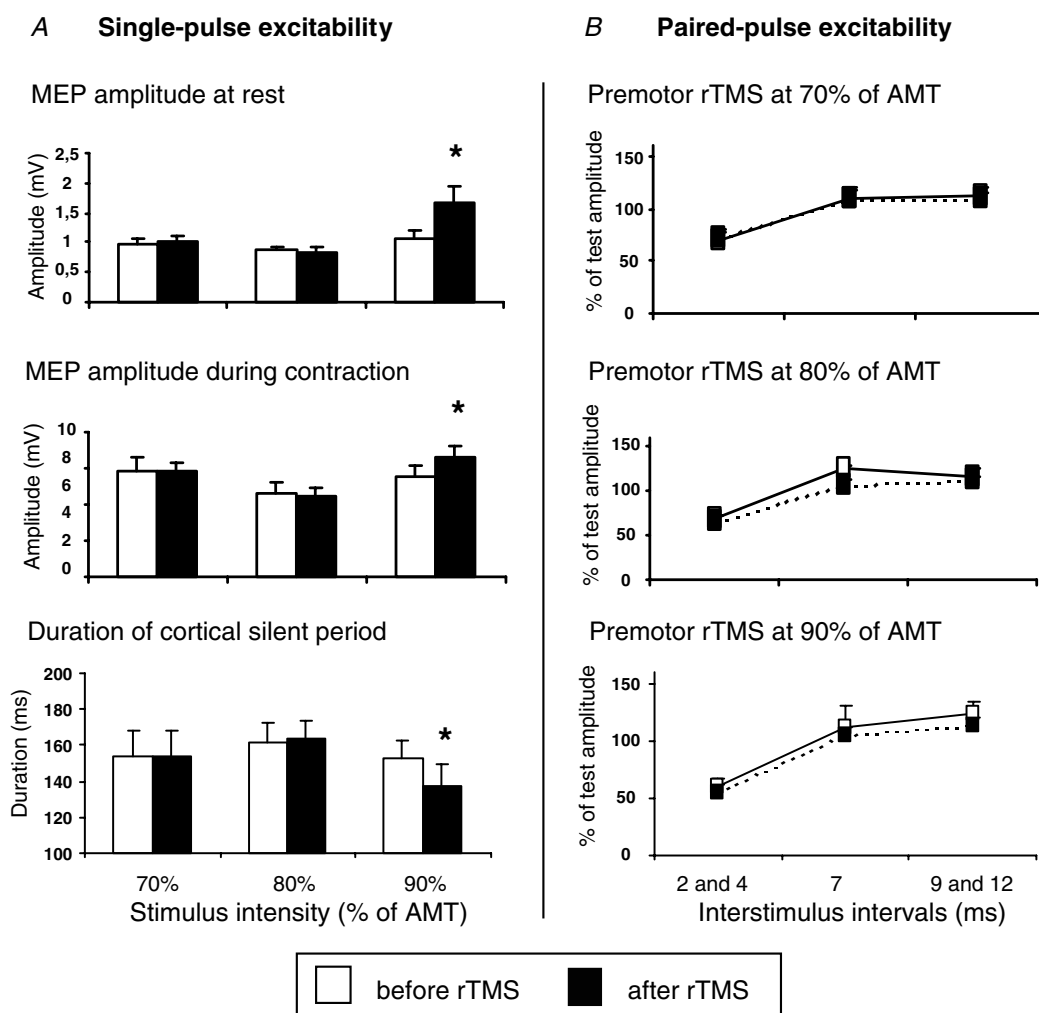 A Single-pulse excitability
MEP amplitude at rest
Amplitude (mV)
2,5
2
1,5
1
0,5
0
*
MEP amplitude during contraction
Amplitude (mV)
10
8
6
4
2
0
*
Duration of cortical silent period
Duration (ms)
200
180
160
140
120
100
*
70% 80% 90%
Stimulus intensity (% of AMT)
B Paired-pulse excitability
Premotor rTMS at 70% of AMT
% of test amplitude
150
100
50
0
Premotor rTMS at 80% of AMT
% of test amplitude
150
100
50
0
Premotor rTMS at 90% of AMT
% of test amplitude
150
100
50
0
2 and 4 7 9 and 12
Interstimulus intervals (ms)
before rTMS after rTMS